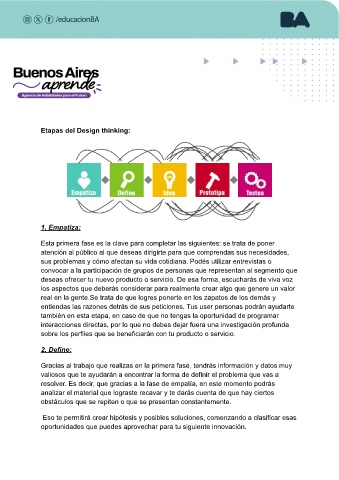 /educacionBA
BA
Buenos Aires
aprende
Agencia de Habilidades para el Futuro
Etapas del Design thinking:
Empatiza
Define
Idea
Prototipa
Testea
1. Empatiza:
Esta primera fase es la clave para completar las siguientes: se trata de poner
atención al público al que deseas dirigirte para que comprendas sus necesidades,
sus problemas y cómo afectan su vida cotidiana. Podés utilizar entrevistas o
convocar a la participación de grupos de personas que representan al segmento que
deseas ofrecer tu nuevo producto o servicio. De esa forma, escucharás de viva voz
los aspectos que deberás considerar para realmente crear algo que genere un valor
real en la gente.Se trata de que logres ponerte en los zapatos de los demás y
entiendas las razones detrás de sus peticiones. Tus user personas podrán ayudarte
también en esta etapa, en caso de que no tengas la oportunidad de programar
interacciones directas, por lo que no debes dejar fuera una investigación profunda
sobre los perfiles que se beneficiarán con tu producto o servicio.
2. Define:
Gracias al trabajo que realizas en la primera fase, tendrás información y datos muy
valiosos que te ayudarán a encontrar la forma de definir el problema que vas a
resolver. Es decir, que gracias a la fase de empatía, en este momento podrás
analizar el material que lograste recavar y te darás cuenta de que hay ciertos
obstáculos que se repiten o que se presentan constantemente.
Eso te permitirá crear hipótesis y posibles soluciones, comenzando a clasificar esas
oportunidades que puedes aprovechar para tu siguiente innovación.